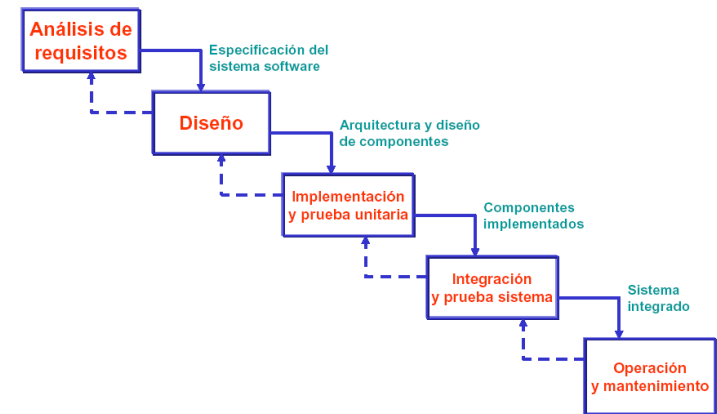 Análisis de
requisitos
Especificación del
sistema software
Diseño
Arquitectura y diseño
de componentes
Implementación
y prueba unitaria
Componentes
implementados
Integración
y prueba sistema
Sistema
integrado
Operación
y mantenimiento